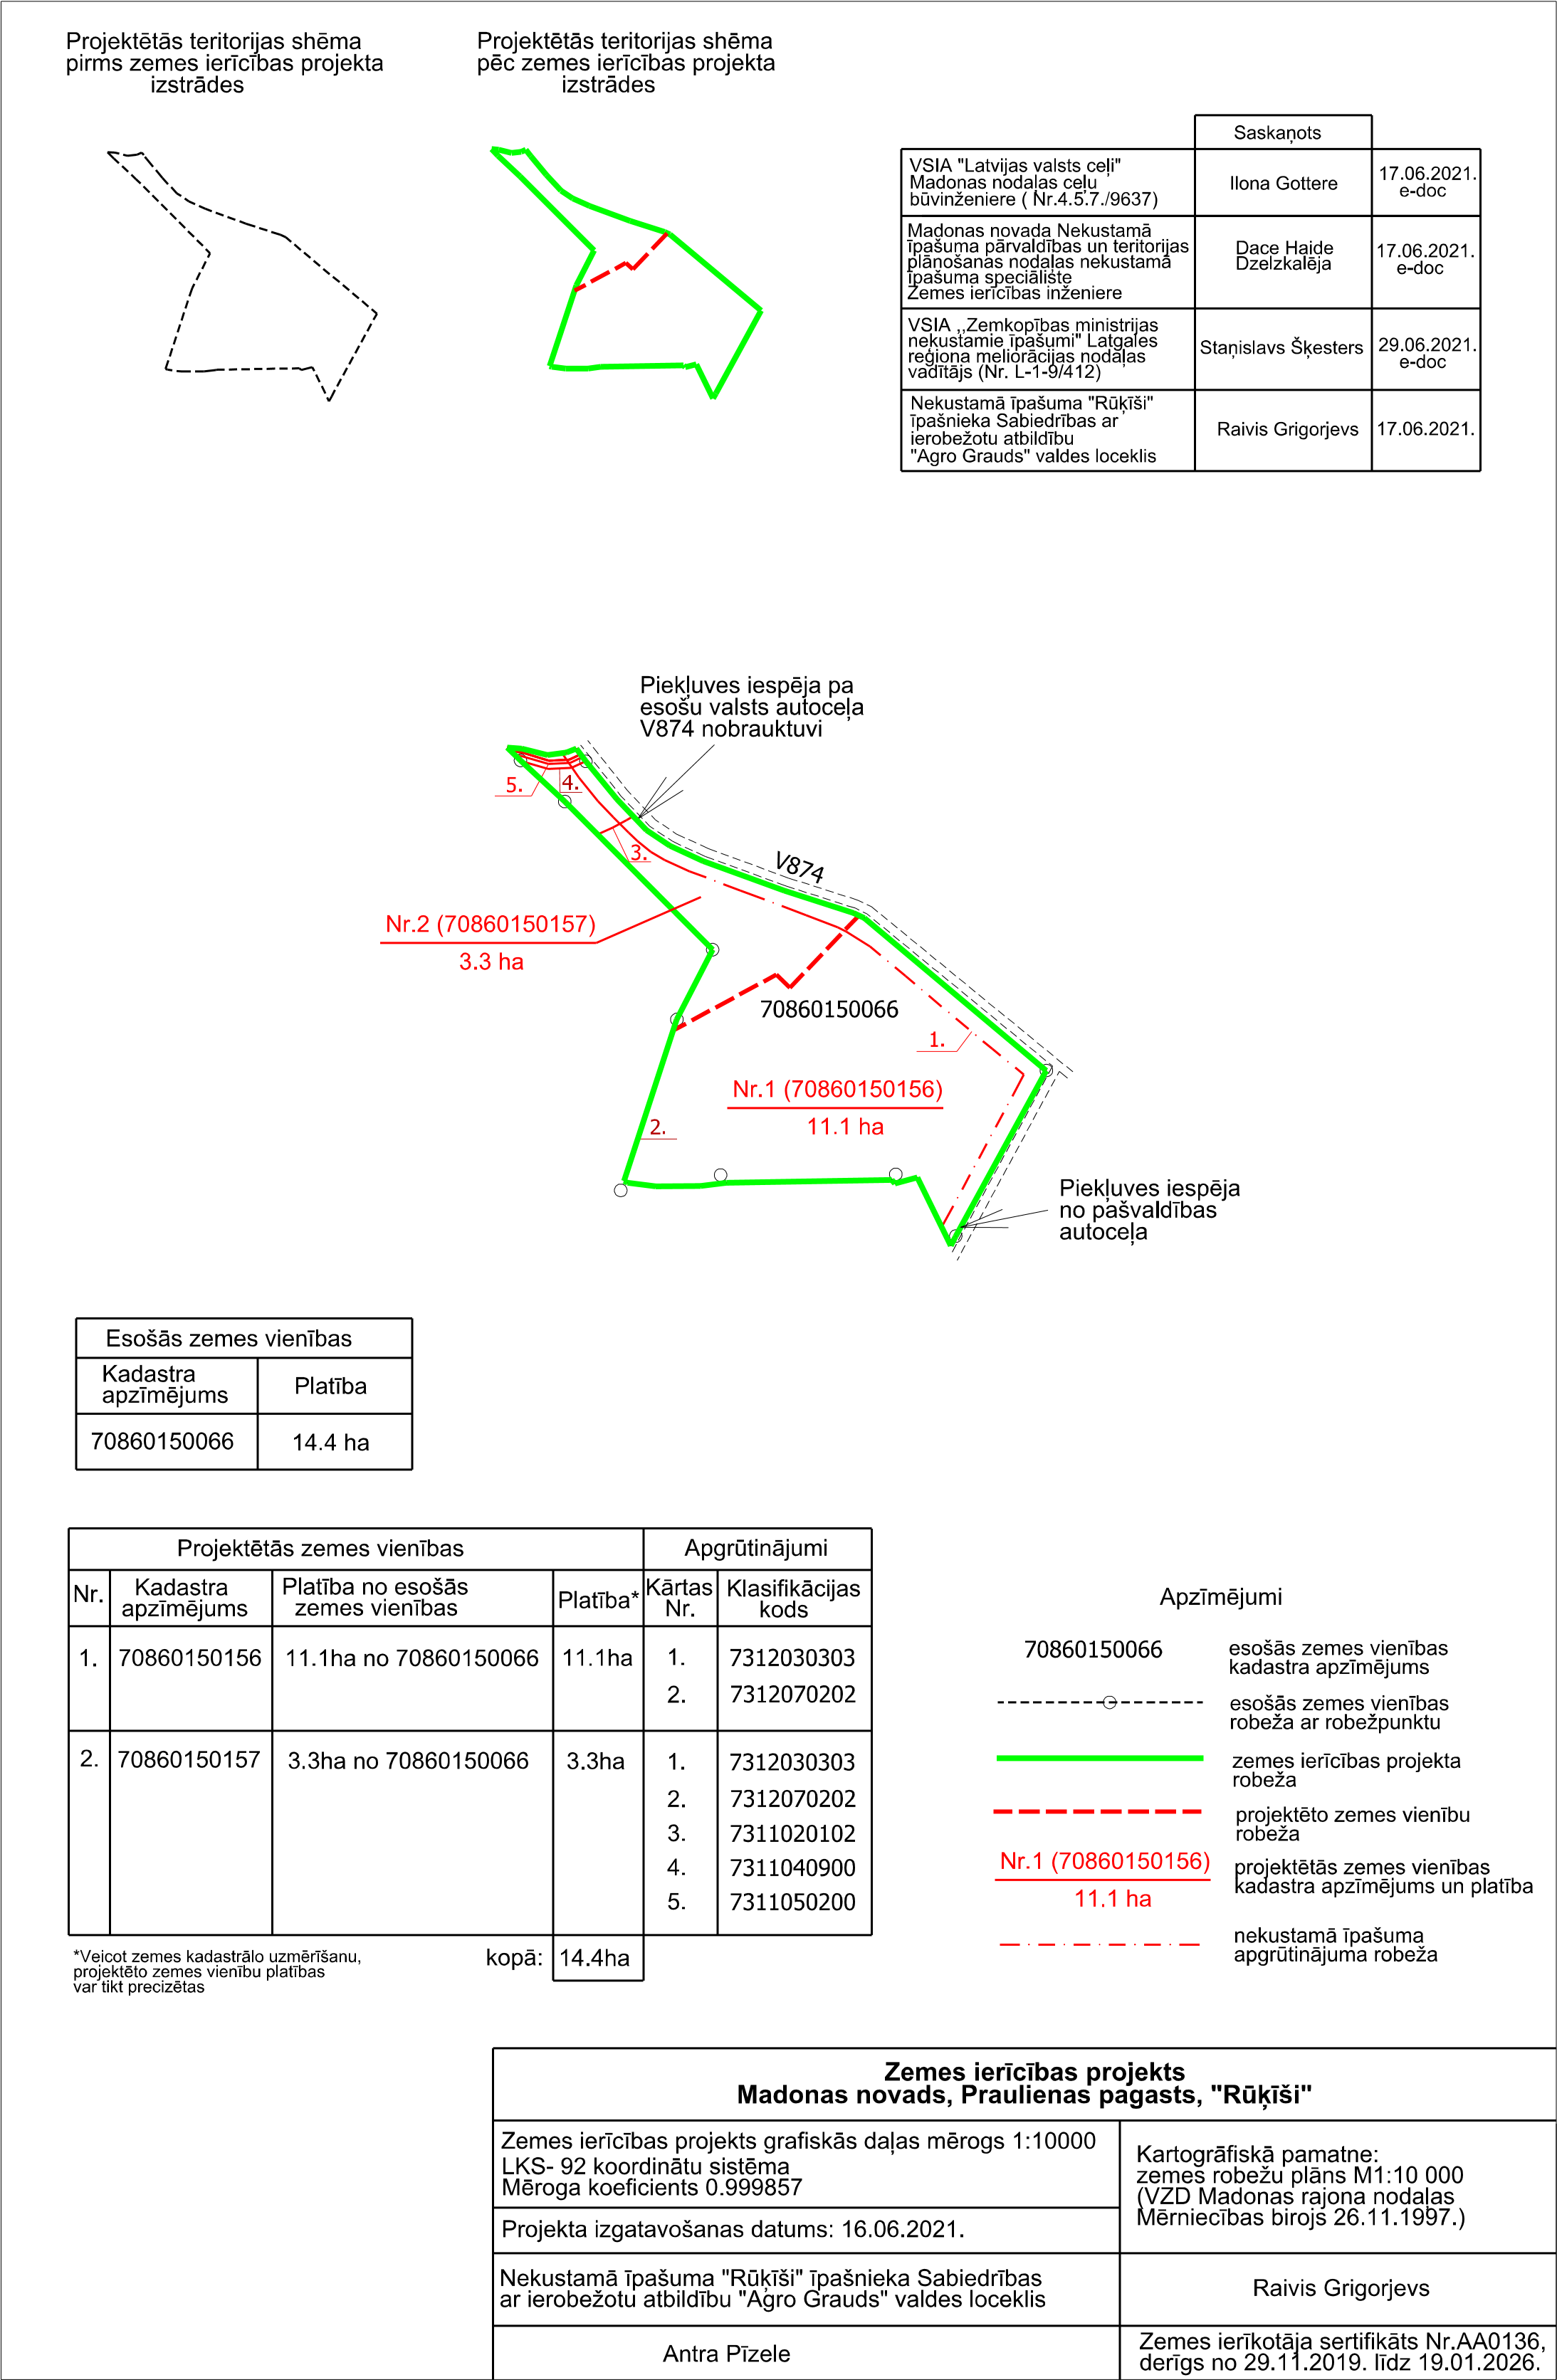 Projektētās teritorijas shēma
pirms zemes ierīcības projekta
izstrādes
Projektētās teritorijas shēma
pēc zemes ierīcības projekta
izstrādes
Saskaņots
VSIA "Latvijas valsts ceļi"
Madonas nodaļas ceļu
būvinženiere ( Nr.4.5.7./9637)
Ilona Gottere
17.06.2021.
e-doc
Madonas novada Nekustamā
īpašuma pārvaldības un teritorijas
plānošanas nodaļas nekustamā
īpašuma speciāliste
Zemes ierīcības inženiere
Dace Haide
Dzelzkalēja
17.06.2021.
e-doc
VSIA ,,Zemkopības ministrijas
nekustamie īpašumi" Latgales
reģiona meliorācijas nodaļas
vadītājs (Nr. L-1-9/412)
Staņislavs Šķesters
29.06.2021.
e-doc
Nekustamā īpašuma "Rūķīši"
īpašnieka Sabiedrības ar
ierobežotu atbildību
"Agro Grauds" valdes loceklis
Raivis Grigorjevs
17.06.2021.
Piekļuves iespēja pa
esošu valsts autoceļa
V874 nobrauktuvi
5.
4.
3.
V874
Nr.2 (70860150157)
3.3 ha
70860150066
1.
Nr.1 (70860150156)
11.1 ha
2.
Piekļuves iespēja
no pašvaldības
autoceļa
Esošās zemes vienības
Kadastra
apzīmējums
Platība
70860150066
14.4 ha
Projektētās zemes vienības
Apgrūtinājumi
Nr.
Kadastra
apzīmējums
Platība no esošās
zemes vienības
Platība*
Kārtas
Nr.
Klasifikācijas
kods
1. 70860150156 11.1ha no 70860150066 11.1ha 1. 7312030303
2. 7312070202
2. 70860150157 3.3ha no 70860150066 3.3ha 1. 7312030303
2. 7312070202
3. 7311020102
4. 7311040900
5. 7311050200
*Veicot zemes kadastrālo uzmērīšanu,
projektēto zemes vienību platības
var tikt precizētas
kopā: 14.4ha
Apzīmējumi
70860150066
esošās zemes vienības
kadastra apzīmējums
esošās zemes vienības
robeža ar robežpunktu
zemes ierīcības projekta
robeža
projektēto zemes vienību
robeža
Nr.1 (70860150156)
11.1 ha
projektētās zemes vienības
kadastra apzīmējums un platība
nekustamā īpašuma
apgrūtinājuma robeža
Zemes ierīcības projekts
Madonas novads, Praulienas pagasts, "Rūķīši"
Zemes ierīcības projekts grafiskās daļas mērogs 1:10000
LKS- 92 koordinātu sistēma
Mēroga koeficients 0.999857
Kartogrāfiskā pamatne:
zemes robežu plāns M1:10 000
(VZD Madonas rajona nodaļas
Mērniecības birojs 26.11.1997.)
Projekta izgatavošanas datums: 16.06.2021.
Nekustamā īpašuma "Rūķīši" īpašnieka Sabiedrības
ar ierobežotu atbildību "Agro Grauds" valdes loceklis
Raivis Grigorjevs
Antra Pīzele
Zemes ierīkotāja sertifikāts Nr.AA0136,
derīgs no 29.11.2019. līdz 19.01.2026.